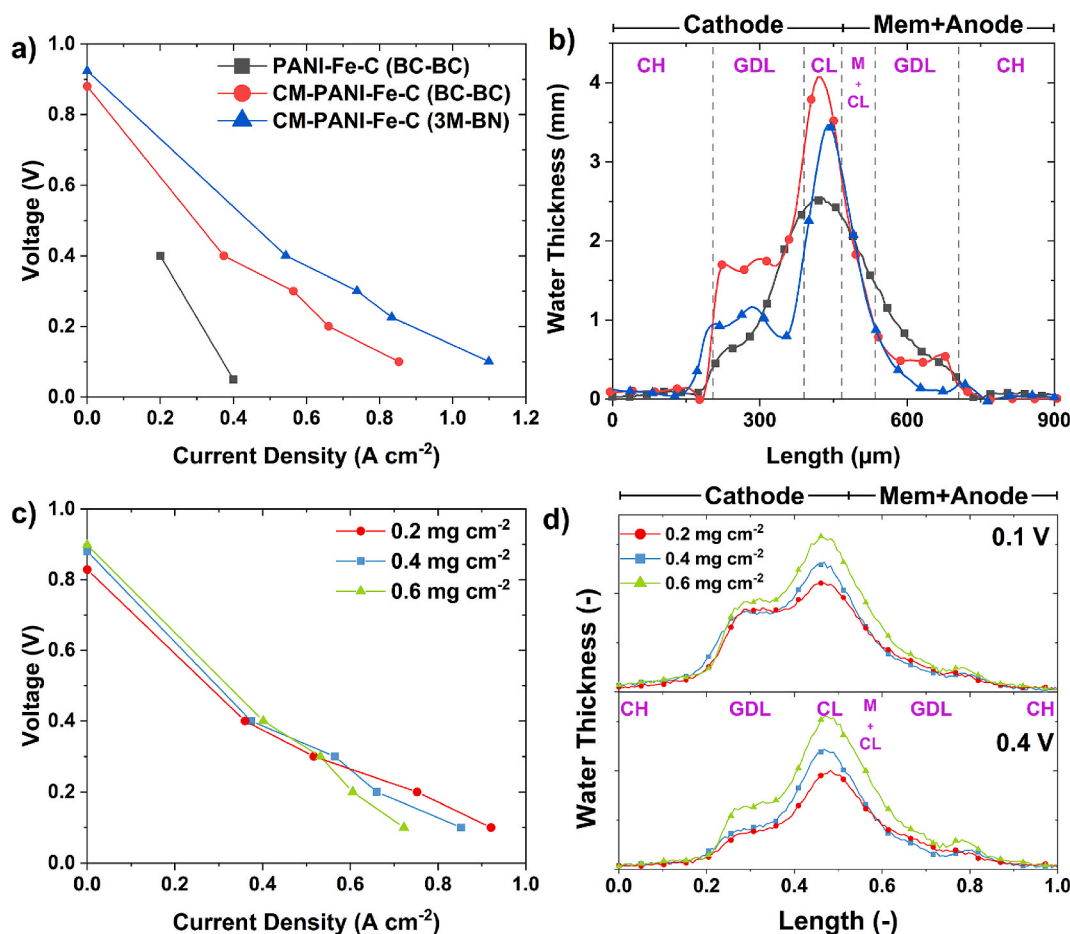 a)
1.0
0.8
0.6
0.4
0.2
0.0
Voltage (V)
PANI-Fe-C (BC-BC)
CM-PANI-Fe-C (BC-BC)
CM-PANI-Fe-C (3M-BN)
0.0 0.2 0.4 0.6 0.8 1.0 1.2
Current Density (A cm⁻²)
b)
Cathode Mem+Anode
CH GDL CL M + CL GDL CH
4
3
2
1
0
Water Thickness (mm)
0 300 600 900
Length (µm)
c)
1.0
0.8
0.6
0.4
0.2
0.0
Voltage (V)
0.2 mg cm⁻²
0.4 mg cm⁻²
0.6 mg cm⁻²
0.0 0.2 0.4 0.6 0.8 1.0
Current Density (A cm⁻²)
d)
Cathode Mem+Anode
0.2 mg cm⁻²
0.4 mg cm⁻²
0.6 mg cm⁻²
0.1 V
Water Thickness (-)
CH GDL CL M + CL GDL CH
0.4 V
0.0 0.2 0.4 0.6 0.8 1.0
Length (-)